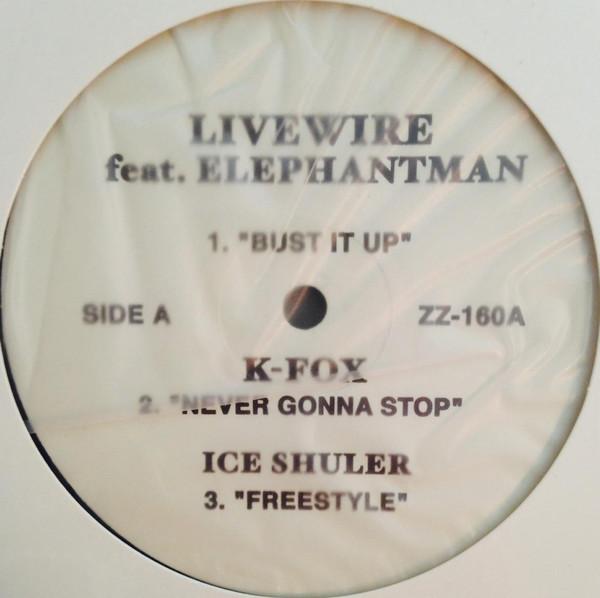 LIVEWIRE
feat. ELEPHANTMAN
1. "BUST IT UP"
SIDE A
ZZ-160A
K-FOX
2. "NEVER GONNA STOP"
ICE SHULER
3. "FREESTYLE"